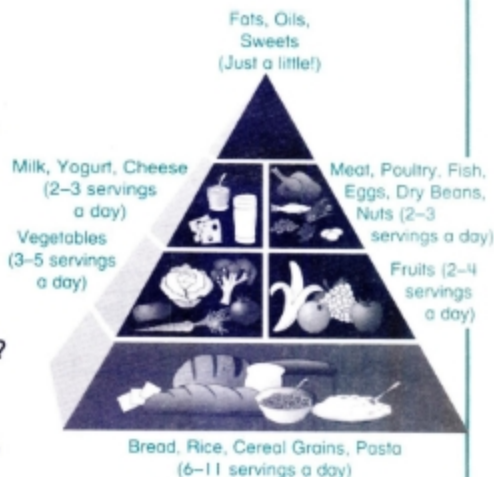 Fats, Oils,
Sweets
(Just a little!)
Milk, Yogurt, Cheese
(2–3 servings
a day)
Meat, Poultry, Fish,
Eggs, Dry Beans,
Nuts (2–3
servings a day)
Vegetables
(3–5 servings
a day)
Fruits (2–4
servings
a day)
?
Bread, Rice, Cereal Grains, Pasta
(6–11 servings a day)